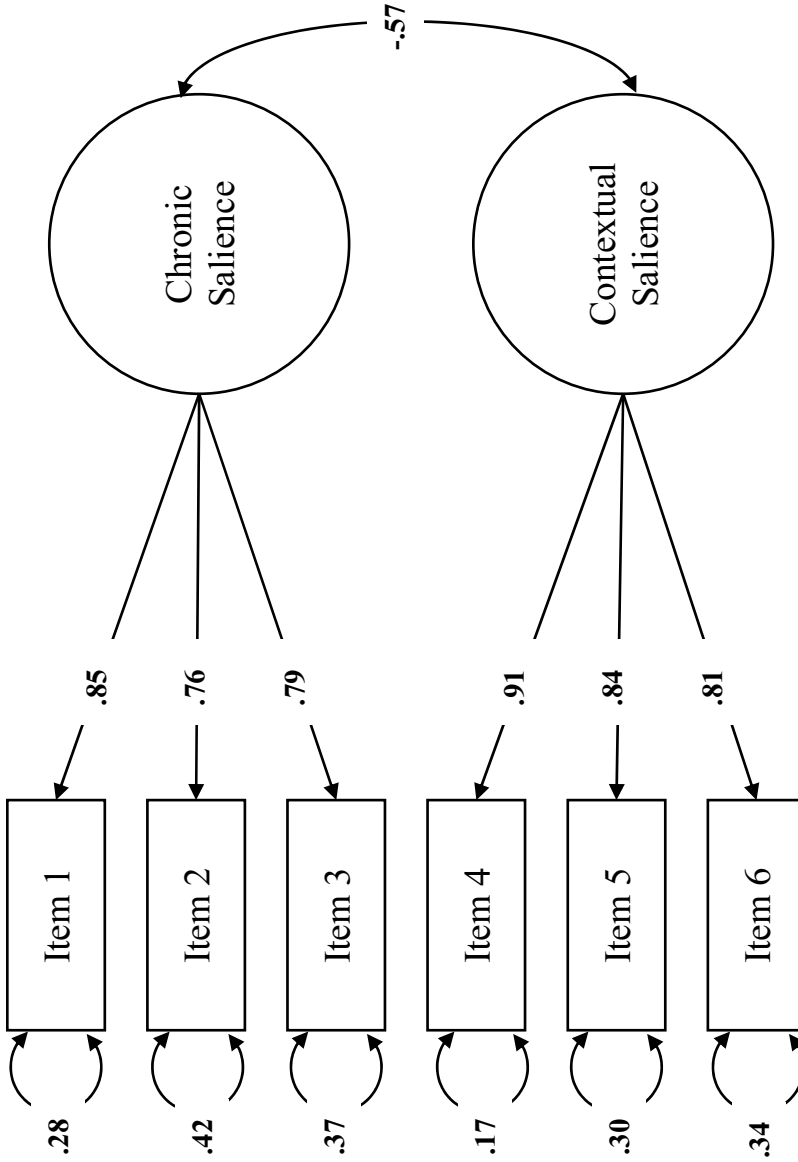 -.57
Chronic
Salience
Contextual
Salience
.85
.76
.79
.91
.84
.81
Item 1
Item 2
Item 3
Item 4
Item 5
Item 6
.28
.42
.37
.17
.30
.34